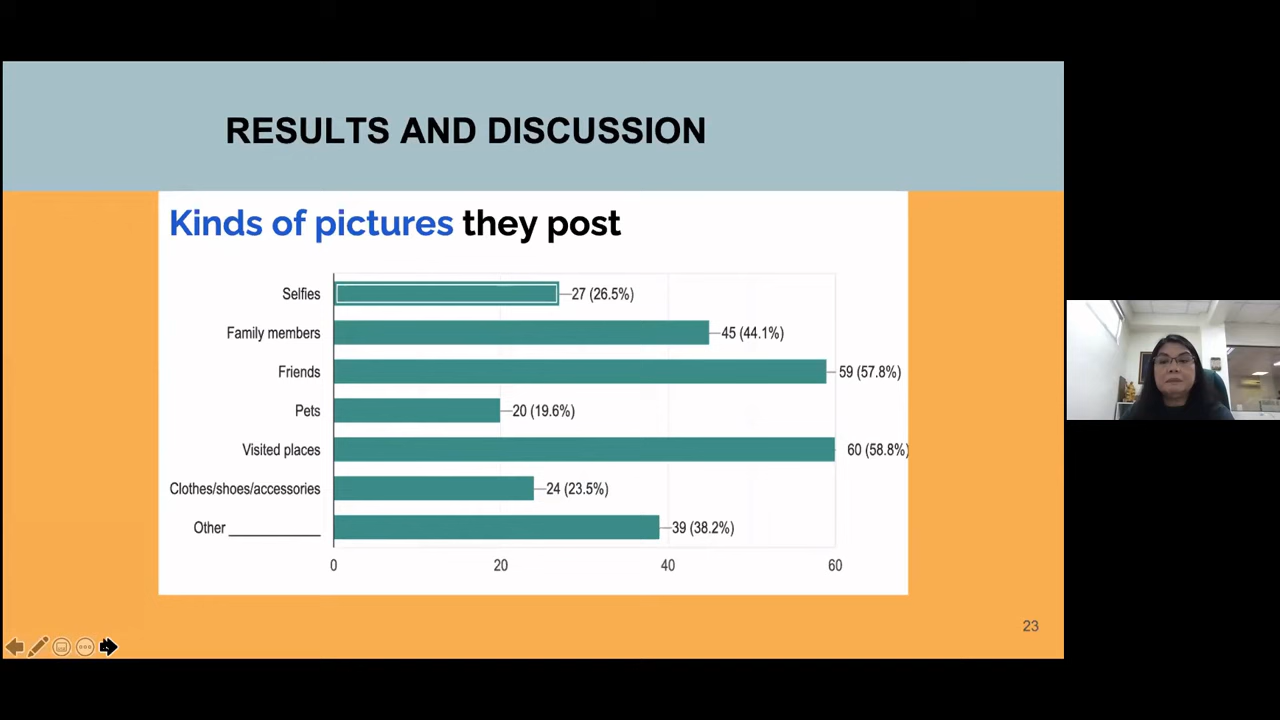 RESULTS AND DISCUSSION
Kinds of pictures they post
Selfies 27 (26.5%)
Family members 45 (44.1%)
Friends 59 (57.8%)
Pets 20 (19.6%)
Visited places 60 (58.8%)
Clothes/shoes/accessories 24 (23.5%)
Other ____________ 39 (38.2%)
0 20 40 60
23